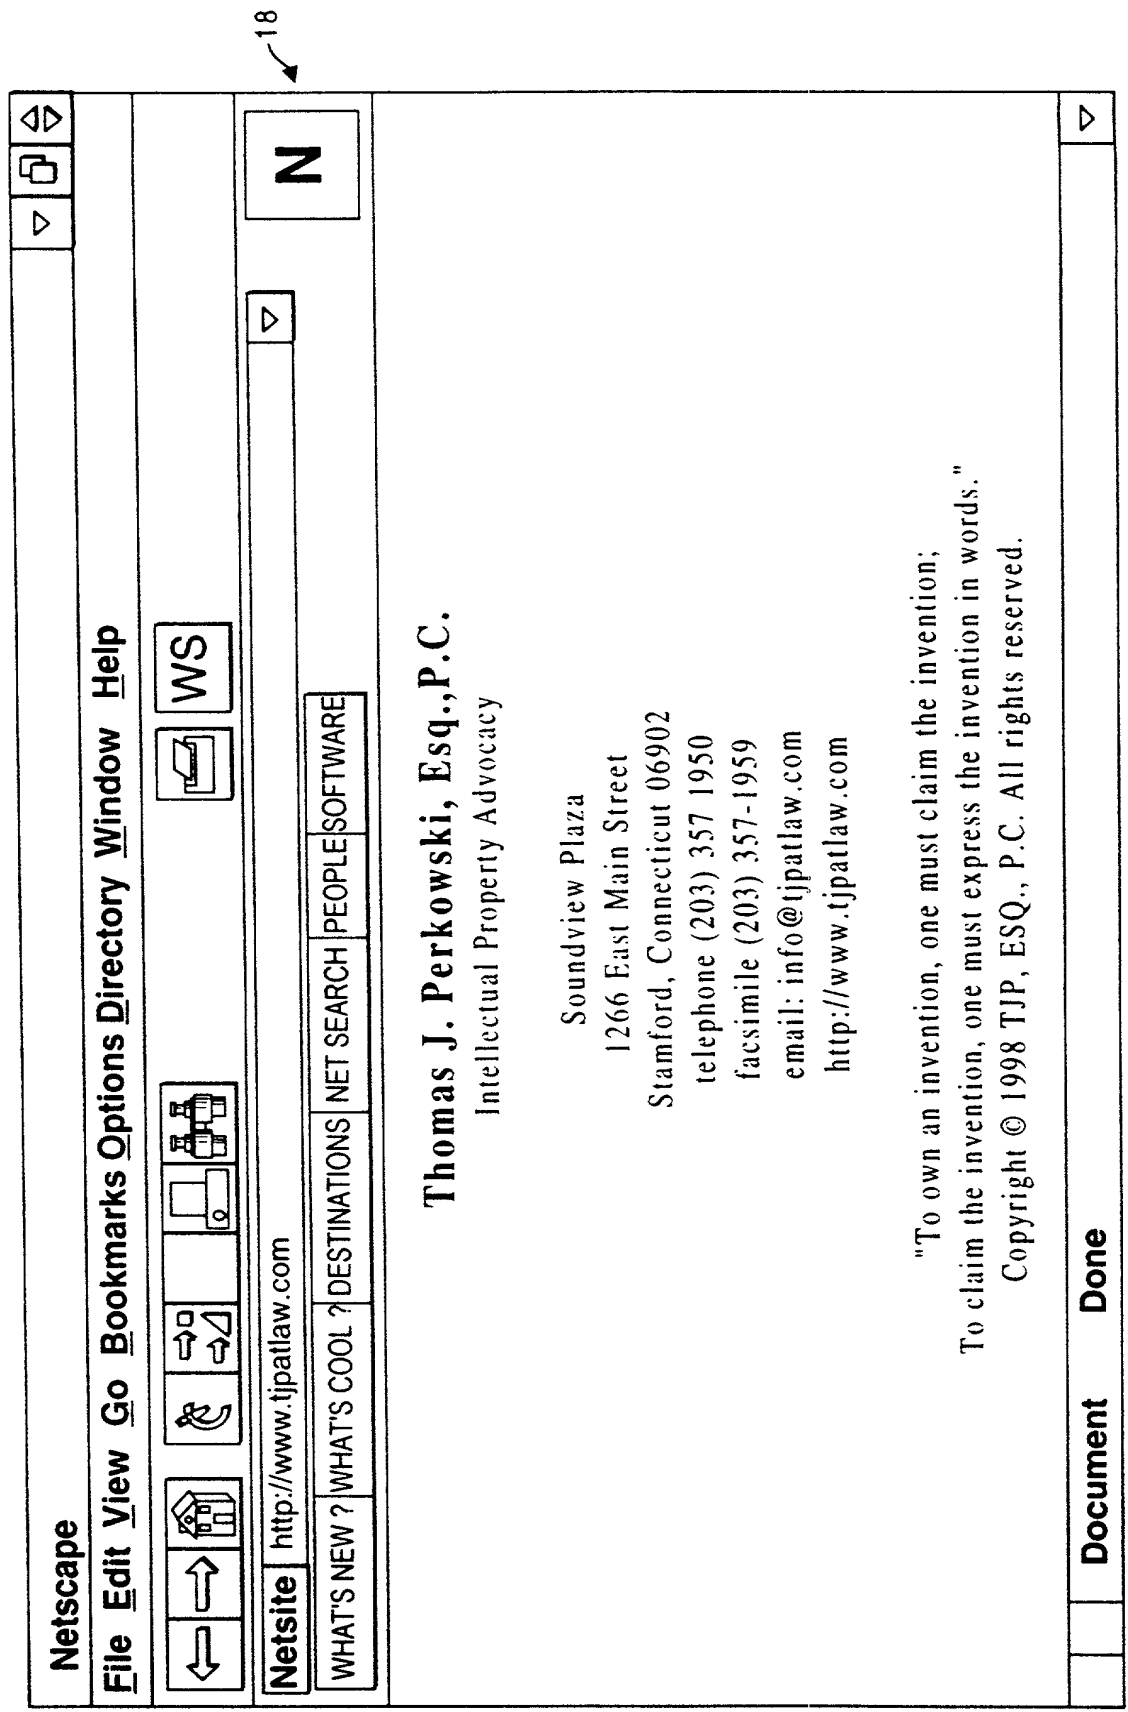 18
Netscape
File Edit View Go Bookmarks Options Directory Window Help
WS
Netsite http://www.tjpatlaw.com
N
WHAT'S NEW ? WHAT'S COOL ? DESTINATIONS NET SEARCH PEOPLE SOFTWARE
Thomas J. Perkowski, Esq.,P.C.
Intellectual Property Advocacy
Soundview Plaza
1266 East Main Street
Stamford, Connecticut 06902
telephone (203) 357 1950
facsimile (203) 357-1959
email: info@tjpatlaw.com
http://www.tjpatlaw.com
"To own an invention, one must claim the invention;
To claim the invention, one must express the invention in words."
Copyright © 1998 TJP, ESQ., P.C. All rights reserved.
Document Done